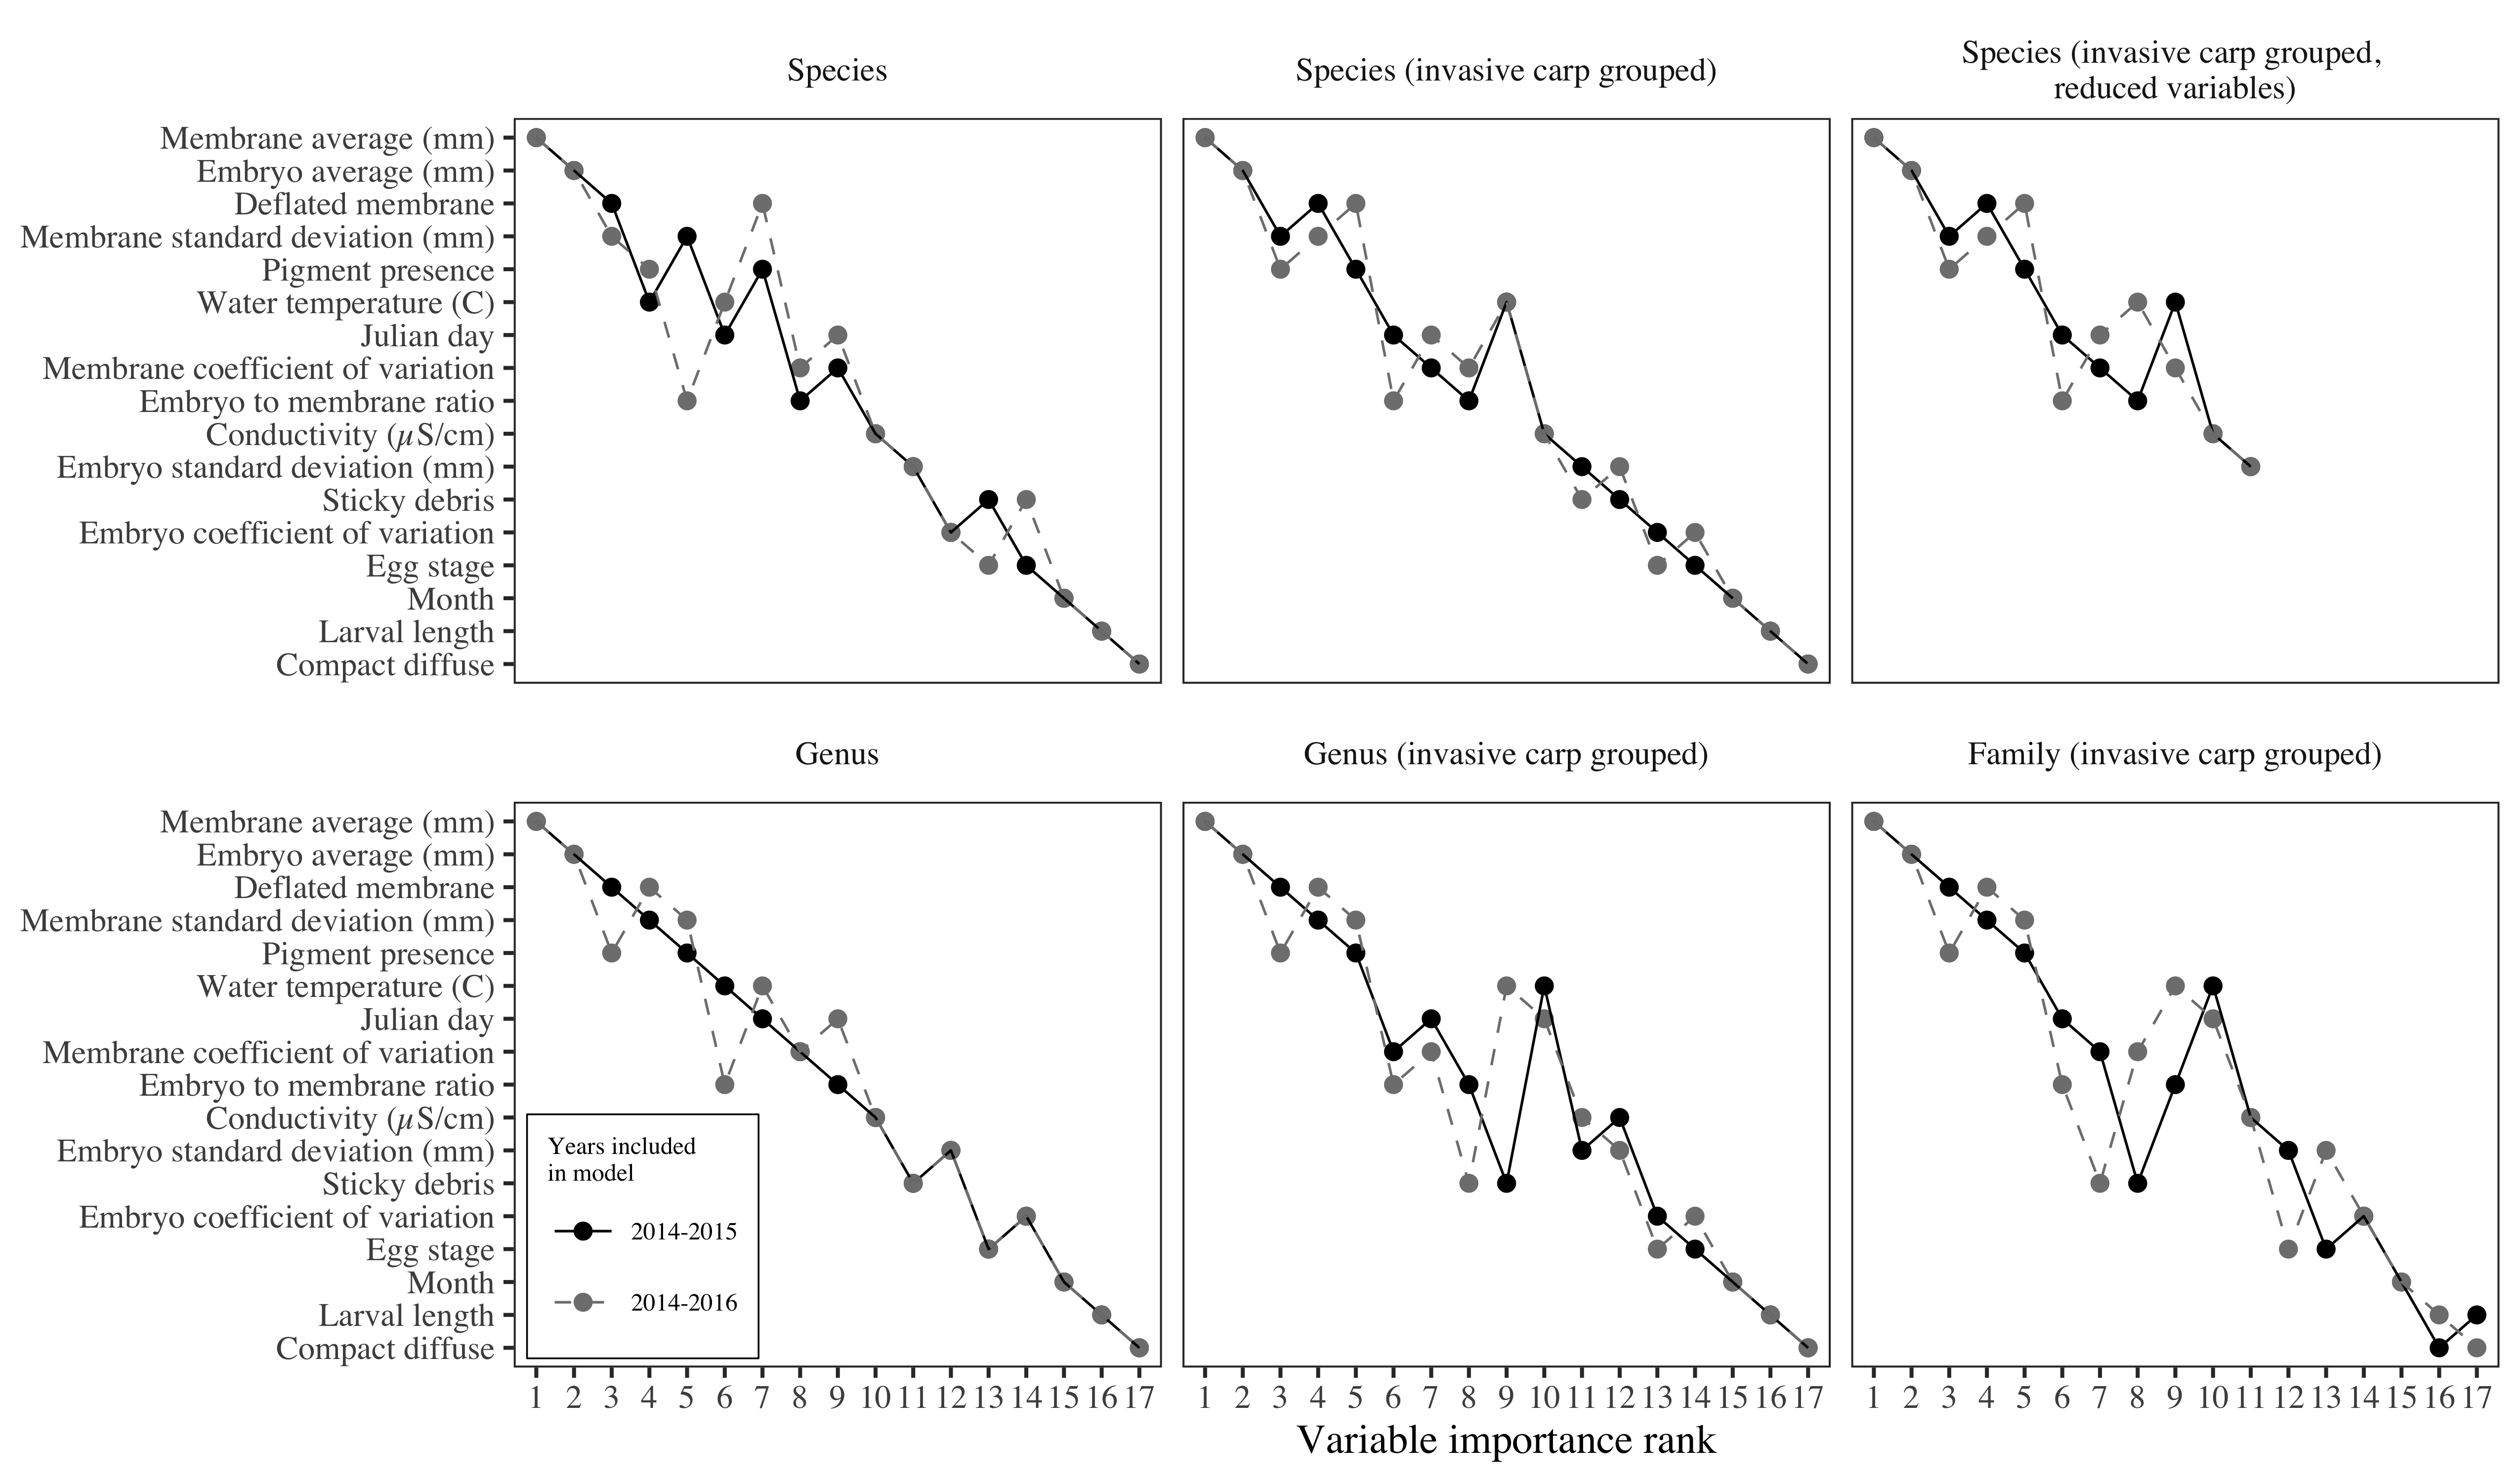 Species
Species (invasive carp grouped)
Species (invasive carp grouped,
reduced variables)
Membrane average (mm)
Embryo average (mm)
Deflated membrane
Membrane standard deviation (mm)
Pigment presence
Water temperature (C)
Julian day
Membrane coefficient of variation
Embryo to membrane ratio
Conductivity (µS/cm)
Embryo standard deviation (mm)
Sticky debris
Embryo coefficient of variation
Egg stage
Month
Larval length
Compact diffuse
Genus
Genus (invasive carp grouped)
Family (invasive carp grouped)
Membrane average (mm)
Embryo average (mm)
Deflated membrane
Membrane standard deviation (mm)
Pigment presence
Water temperature (C)
Julian day
Membrane coefficient of variation
Embryo to membrane ratio
Conductivity (µS/cm)
Embryo standard deviation (mm)
Sticky debris
Embryo coefficient of variation
Egg stage
Month
Larval length
Compact diffuse
Years included
in model
2014-2015
2014-2016
1 2 3 4 5 6 7 8 9 10 11 12 13 14 15 16 17
1 2 3 4 5 6 7 8 9 10 11 12 13 14 15 16 17
1 2 3 4 5 6 7 8 9 10 11 12 13 14 15 16 17
Variable importance rank